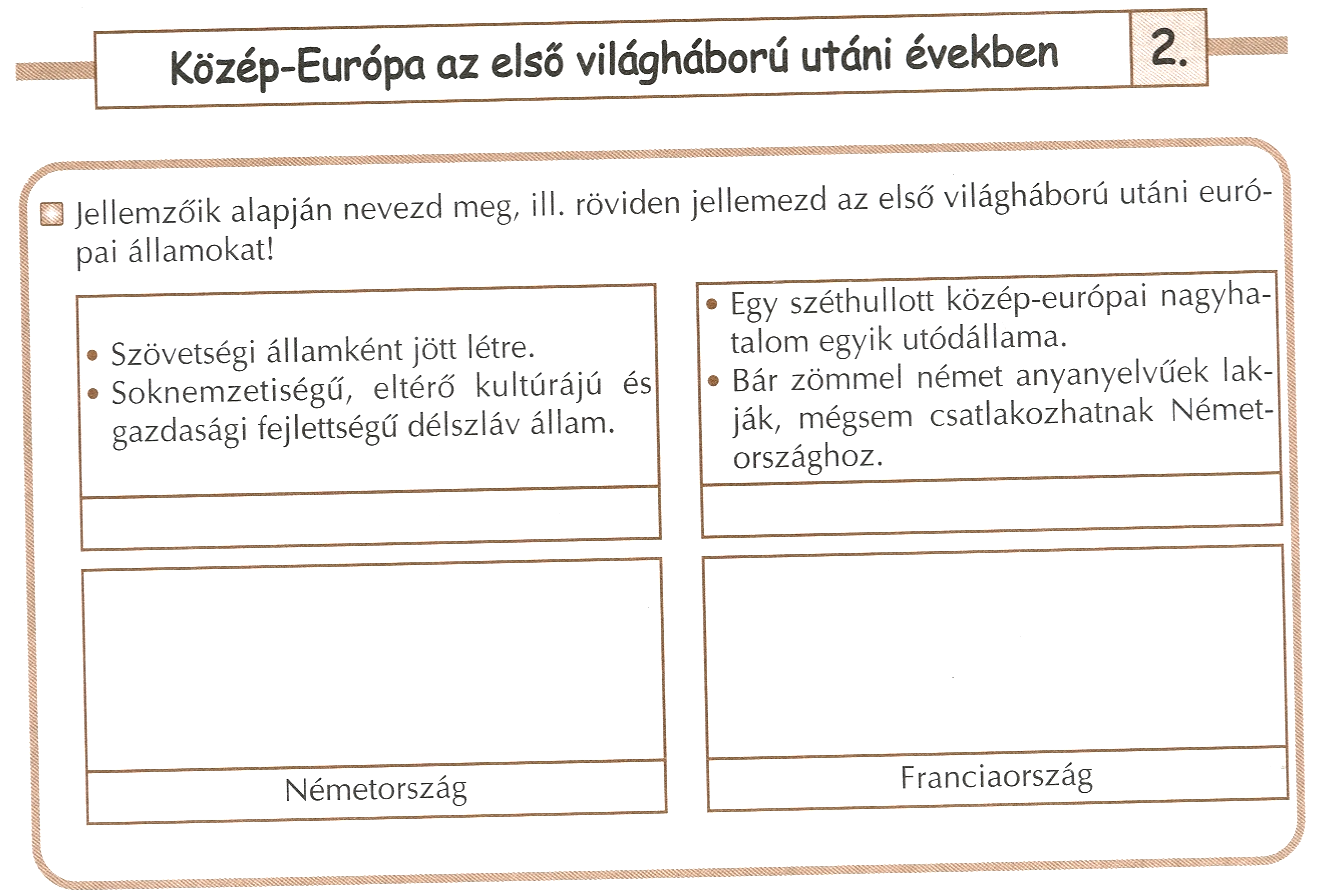 Közép-Európa az első világháború utáni években
2.
Jellemzőik alapján nevezd meg, ill. röviden jellemezd az első világháború utáni euró-
pai államokat!
• Szövetségi államként jött létre.
• Soknemzetiségű, eltérő kultúrájú és
gazdasági fejlettségű délszláv állam.
• Egy széthullott közép-európai nagyha-
talom egyik utódállama.
• Bár zömmel német anyanyelvűek lak-
ják, mégsem csatlakozhatnak Német-
országhoz.
Németország
Franciaország